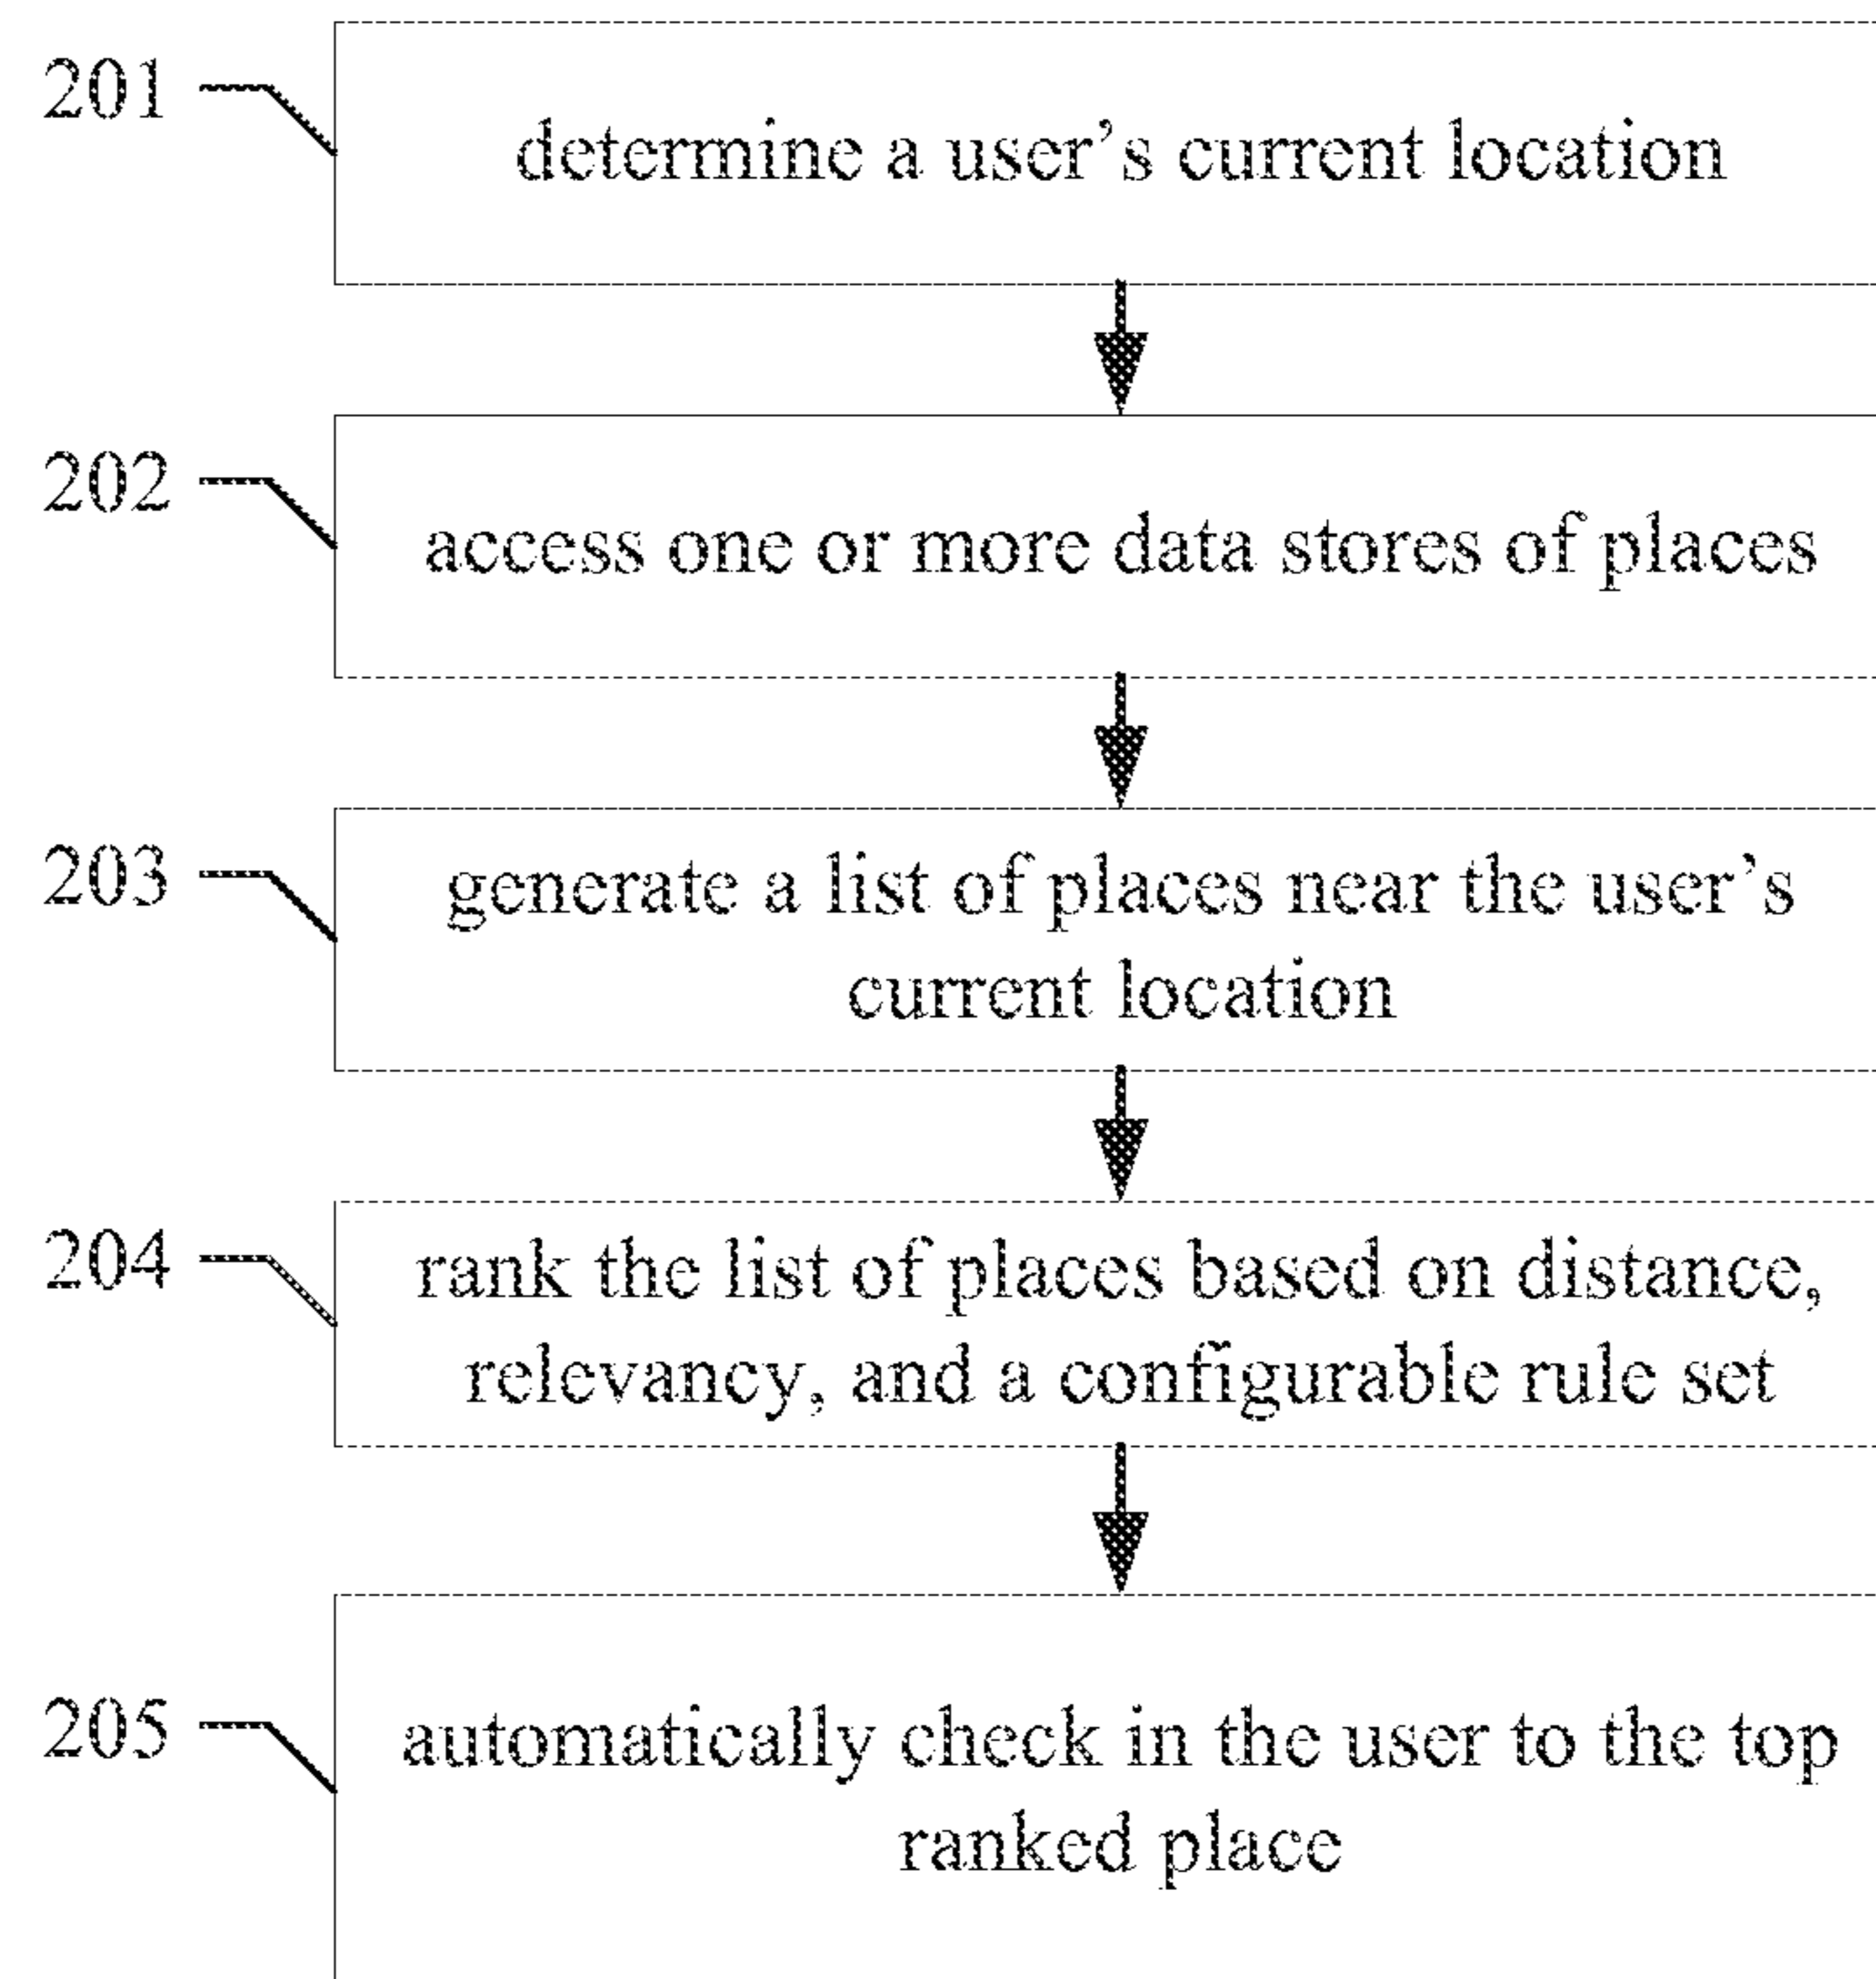 201
determine a user's current location
202
access one or more data stores of places
203
generate a list of places near the user's
current location
204
rank the list of places based on distance,
relevancy, and a configurable rule set
205
automatically check in the user to the top
ranked place